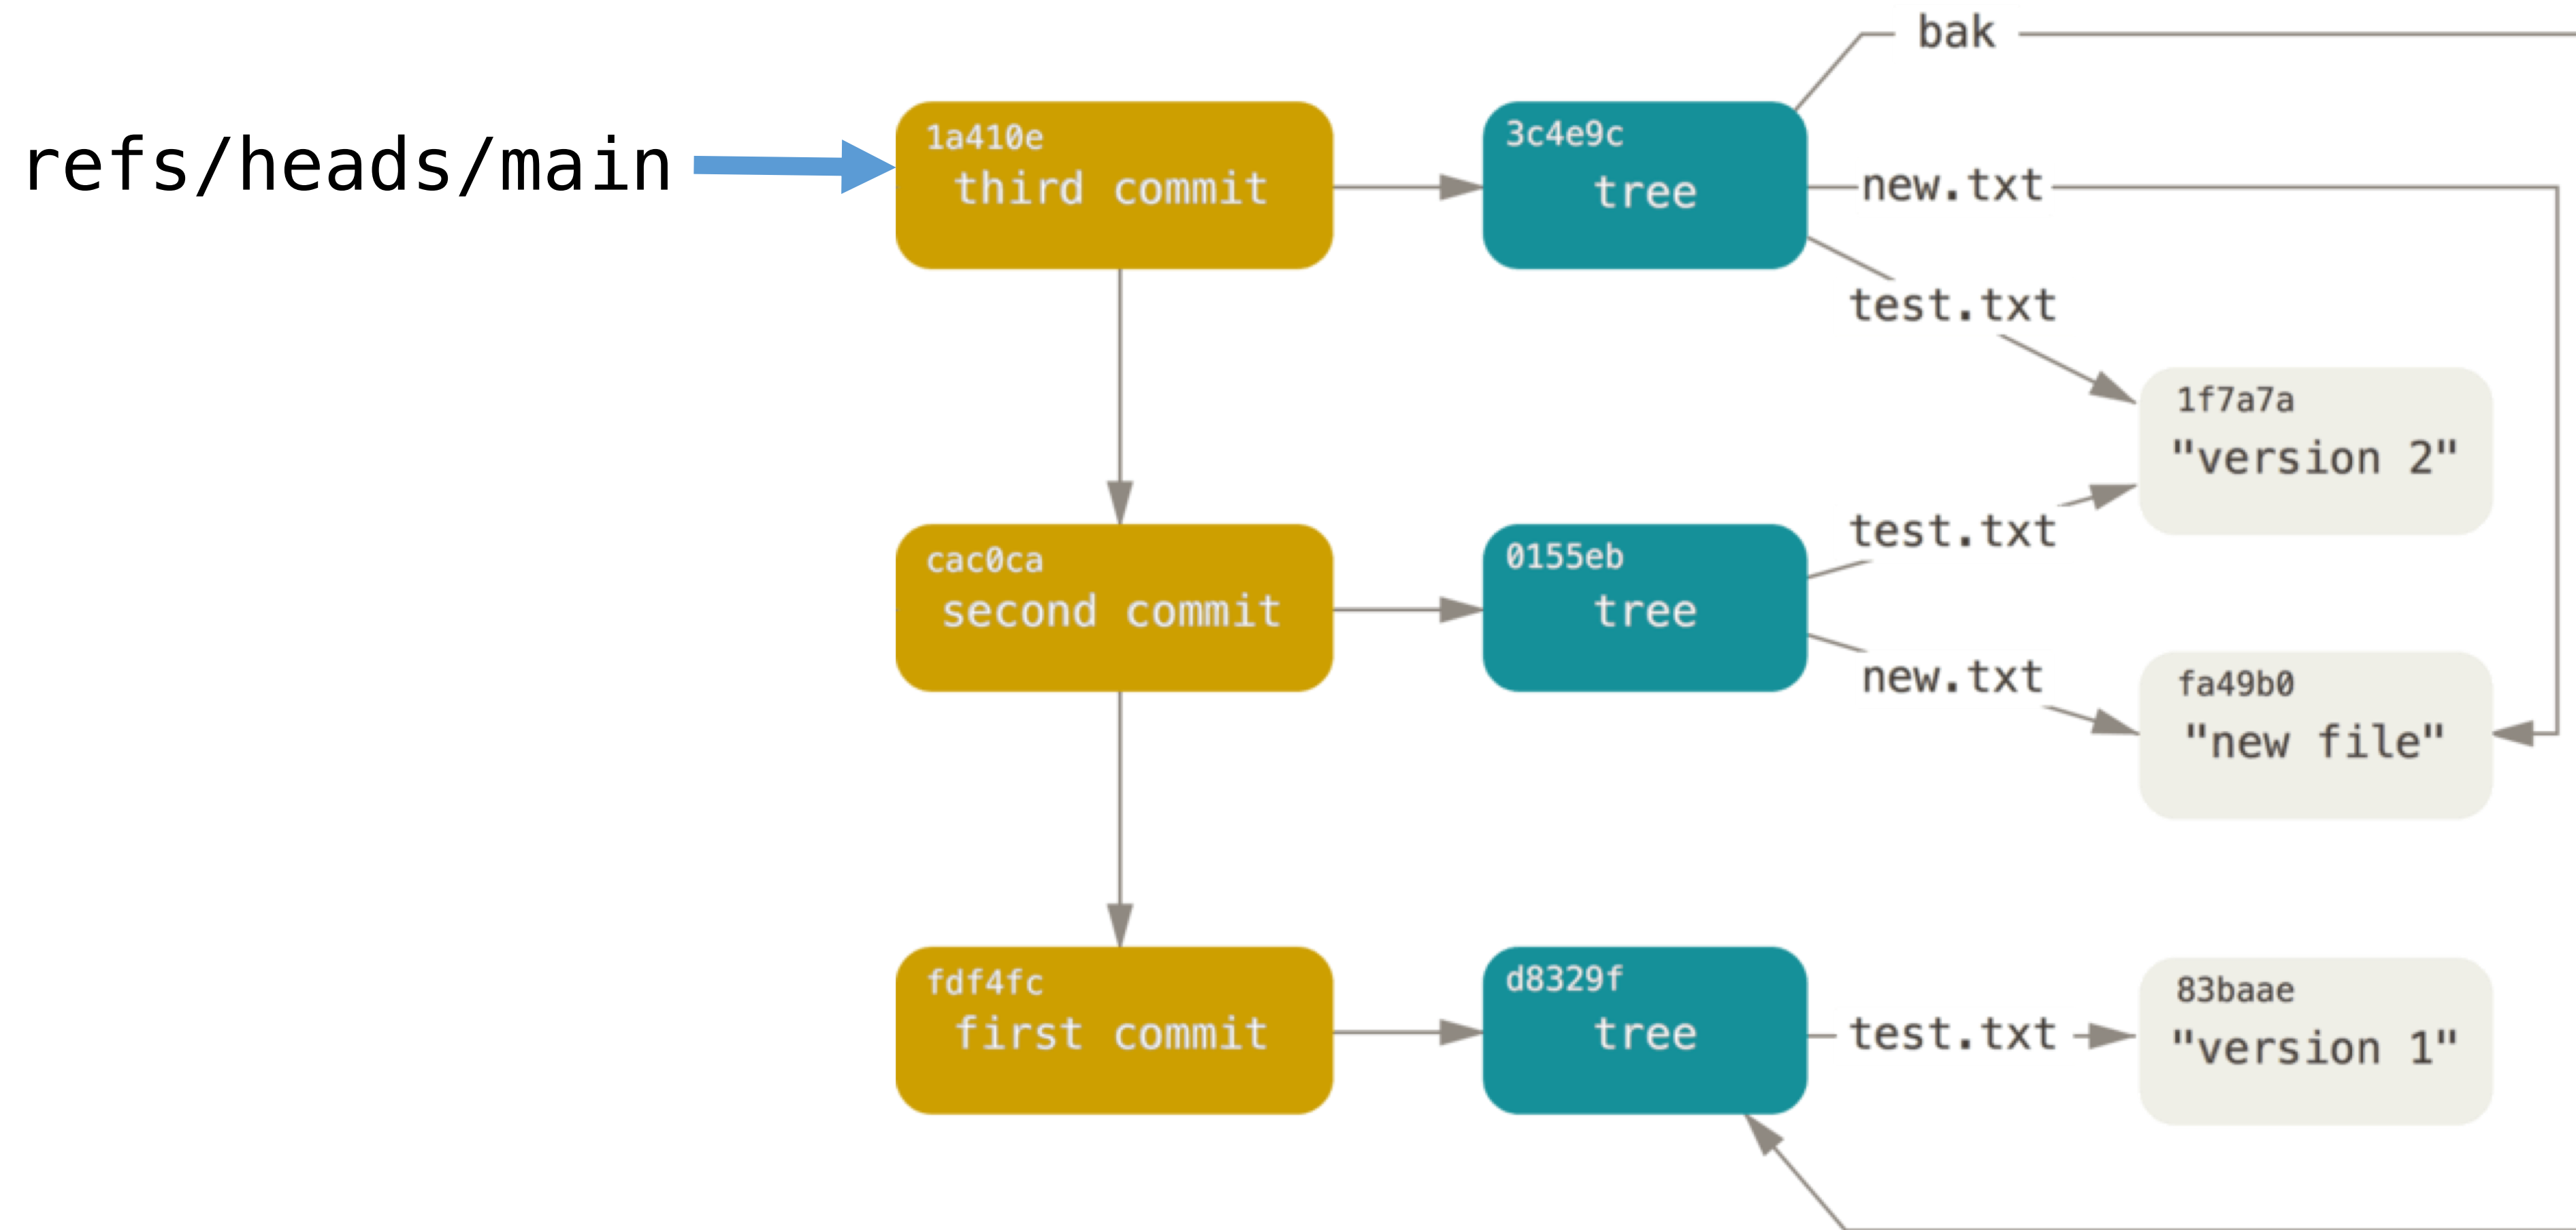 bak
refs/heads/main
1a410e
third commit
3c4e9c
tree
new.txt
test.txt
1f7a7a
"version 2"
cac0ca
second commit
0155eb
tree
test.txt
new.txt
fa49b0
"new file"
fdf4fc
first commit
d8329f
tree
test.txt
83baae
"version 1"